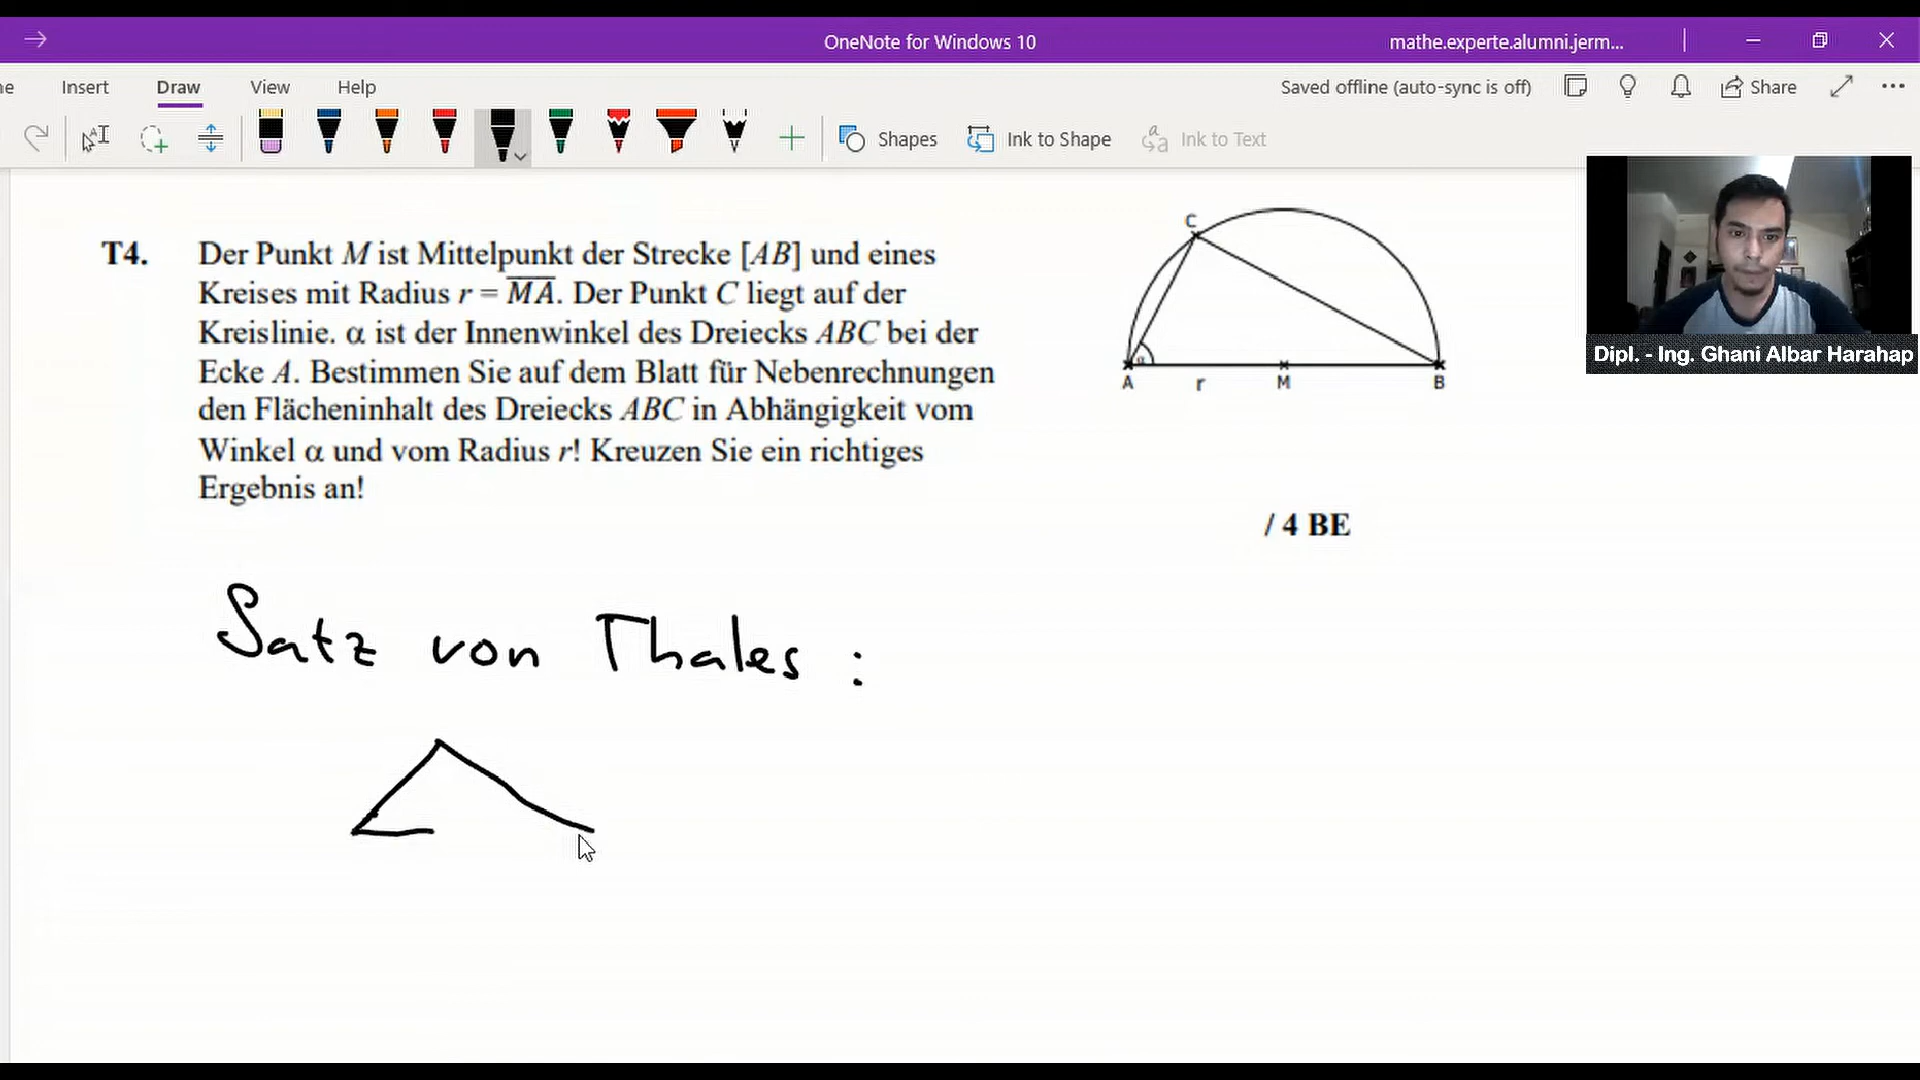 OneNote for Windows 10
mathe.experte.alumni.jerm...
Insert
Draw
View
Help
Saved offline (auto-sync is off)
Share
Shapes
Ink to Shape
Ink to Text
T4. Der Punkt M ist Mittelpunkt der Strecke [AB] und eines
Kreises mit Radius r = M̅A̅. Der Punkt C liegt auf der
Kreislinie. α ist der Innenwinkel des Dreiecks ABC bei der
Ecke A. Bestimmen Sie auf dem Blatt für Nebenrechnungen
den Flächeninhalt des Dreiecks ABC in Abhängigkeit vom
Winkel α und vom Radius r! Kreuzen Sie ein richtiges
Ergebnis an!
C
α
A r M B
/ 4 BE
Dipl. - Ing. Ghani Albar Harahap
Satz von Thales :